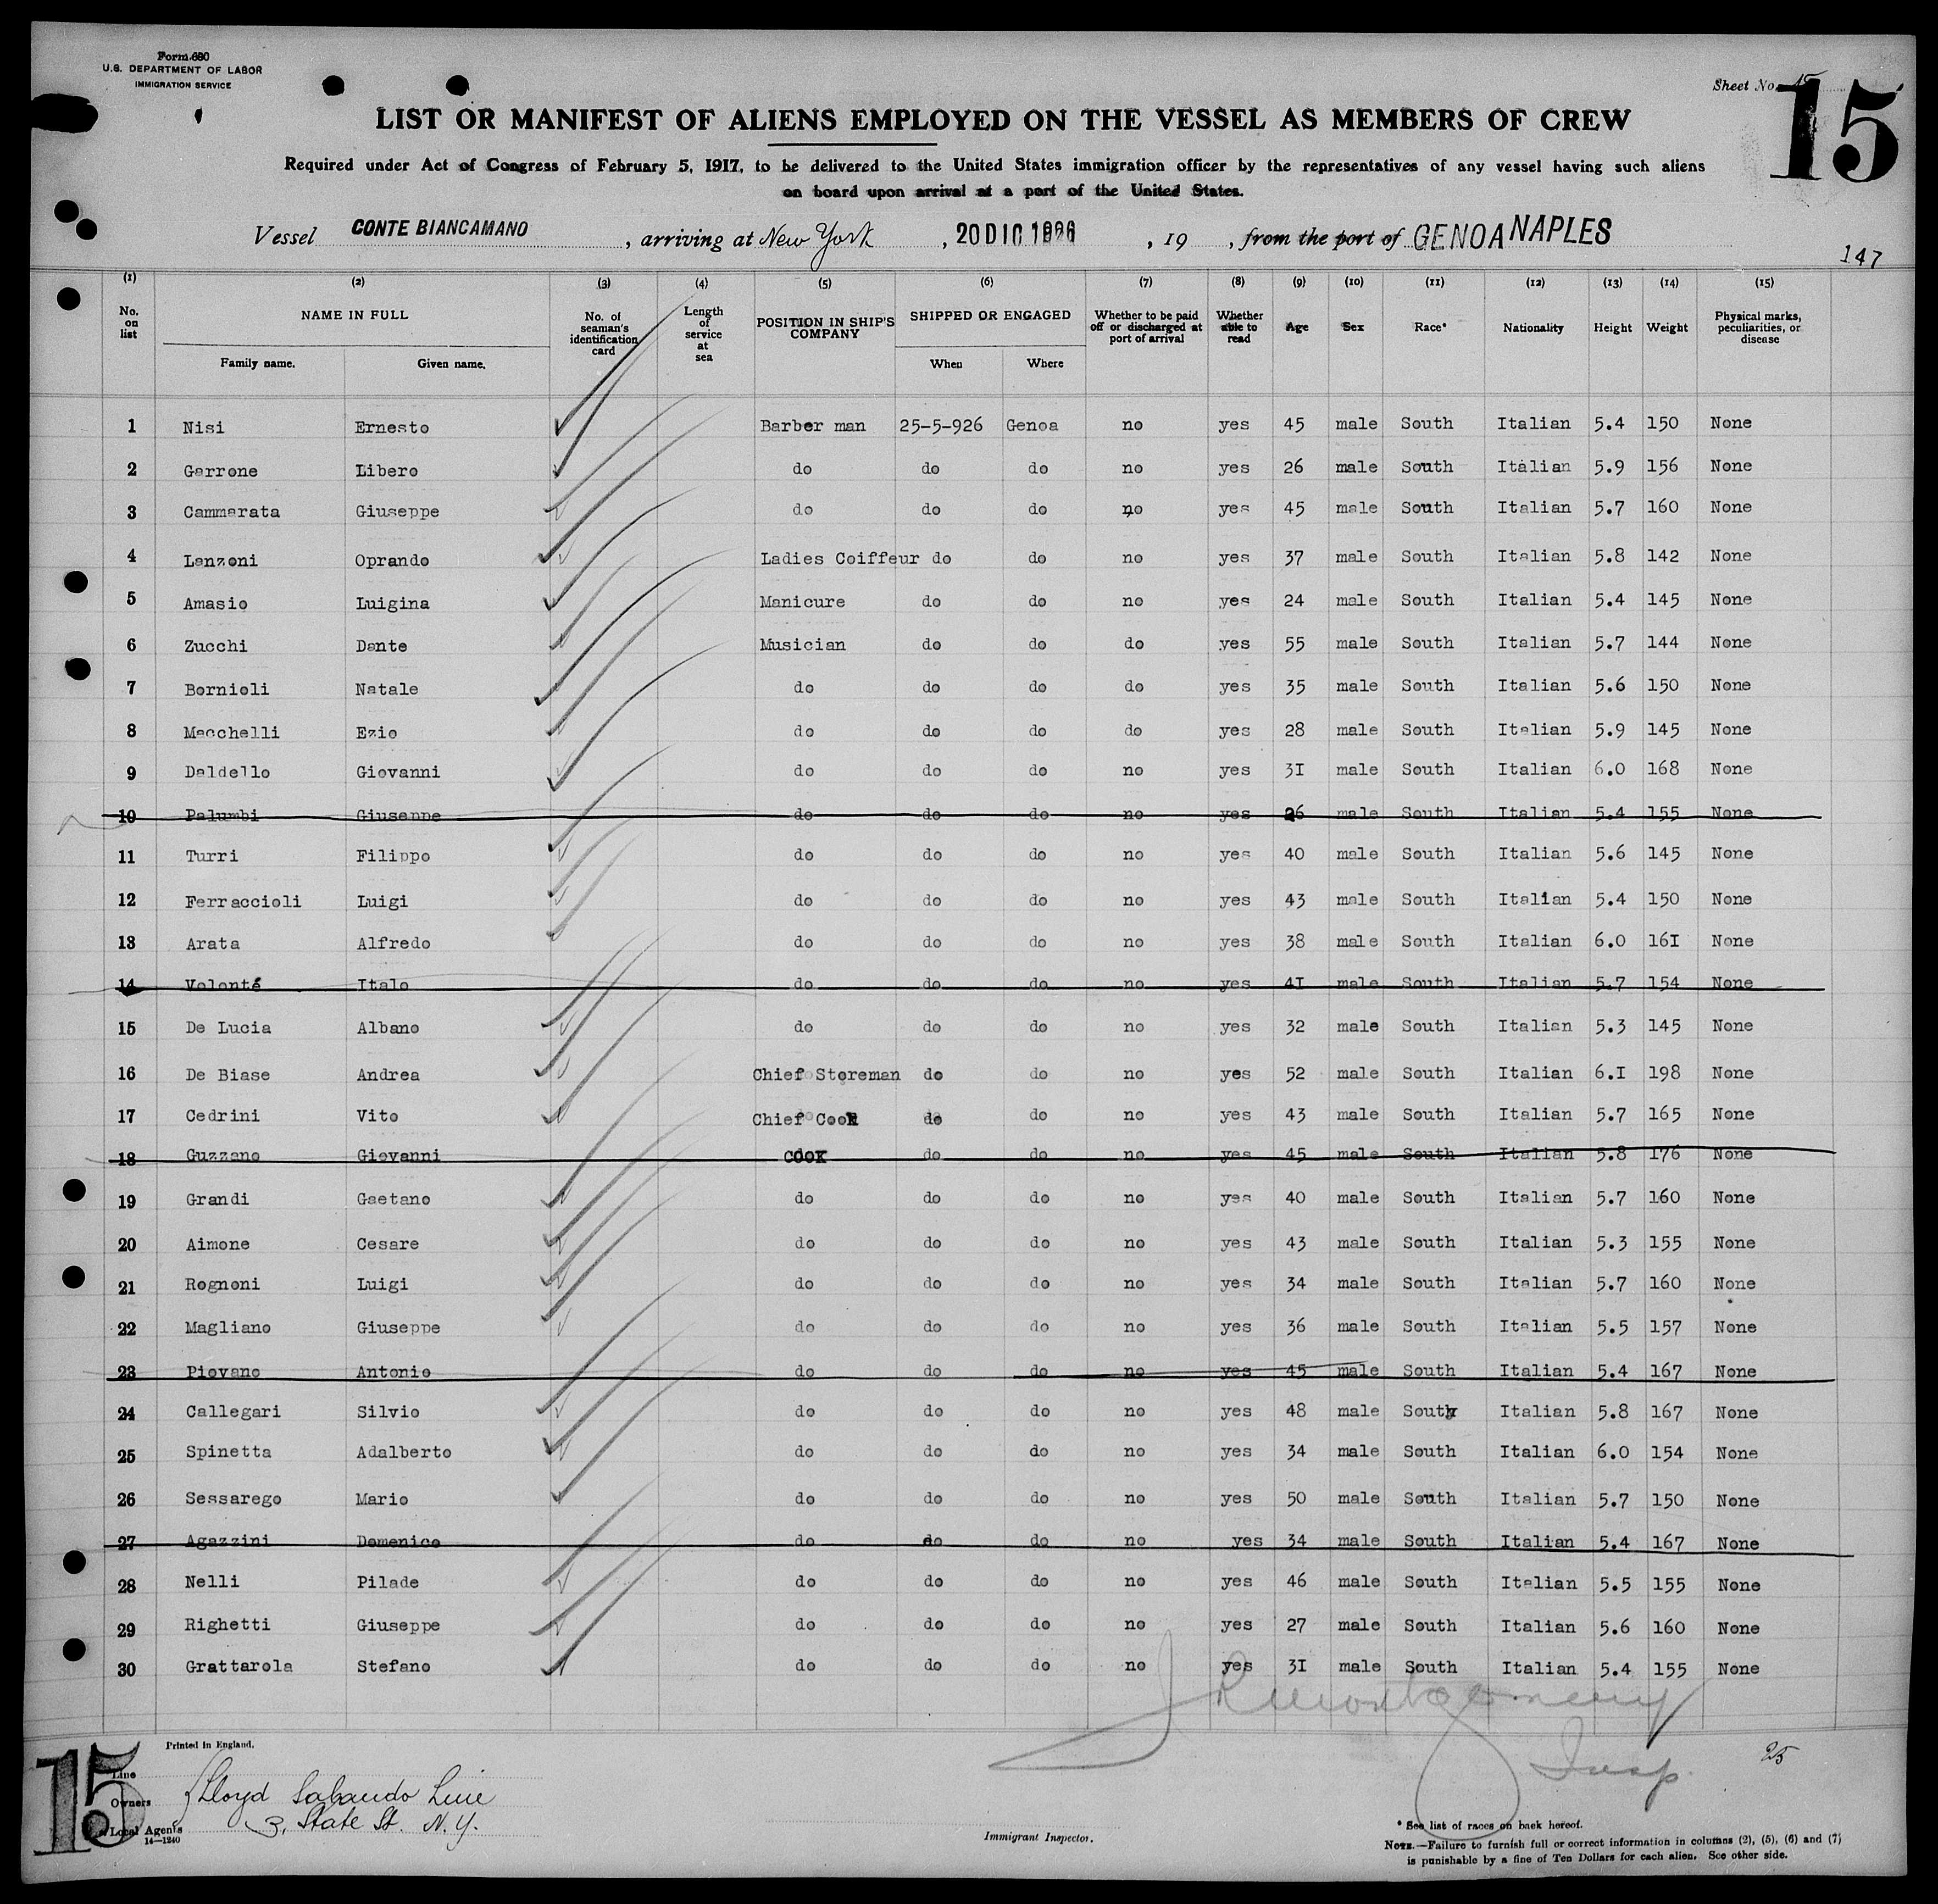 Form 680
U.S. DEPARTMENT OF LABOR
IMMIGRATION SERVICE
Sheet No. 15
15
LIST OR MANIFEST OF ALIENS EMPLOYED ON THE VESSEL AS MEMBERS OF CREW
Required under Act of Congress of February 5, 1917, to be delivered to the United States immigration officer by the representatives of any vessel having such aliens
on board upon arrival at a port of the United States.
Vessel CONTE BIANCAMANO, arriving at New York, 20 DIC 1926, 19 , from the port of GENOA NAPLES
147
(1) (2) (3) (4) (5) (6) (7) (8) (9) (10) (11) (12) (13) (14) (15)
No. on list NAME IN FULL Family name. Given name. No. of seaman's identification card Length of service at sea POSITION IN SHIP'S COMPANY SHIPPED OR ENGAGED When Where Whether to be paid off or discharged at port of arrival Whether able to read Age Sex Race* Nationality Height Weight Physical marks, peculiarities, or disease
1 Nisi Ernesto Barber man 25-5-926 Genoa no yes 45 male South Italian 5.4 150 None
2 Garrone Libero do do do no yes 26 male South Italian 5.9 156 None
3 Cammarata Giuseppe do do do no yes 45 male South Italian 5.7 160 None
4 Lanzoni Oprando Ladies Coiffeur do do no yes 37 male South Italian 5.8 142 None
5 Amasio Luigina Manicure do do no yes 24 male South Italian 5.4 145 None
6 Zucchi Dante Musician do do do yes 55 male South Italian 5.7 144 None
7 Bornioli Natale do do do do yes 35 male South Italian 5.6 150 None
8 Macchelli Ezio do do do do yes 28 male South Italian 5.9 145 None
9 Daldello Giovanni do do do no yes 3I male South Italian 6.0 168 None
10 Palumbi Giuseppe do do do no yes 26 male South Italian 5.4 155 None
11 Turri Filippo do do do no yes 40 male South Italian 5.6 145 None
12 Ferraccioli Luigi do do do no yes 43 male South Italian 5.4 150 None
13 Arata Alfredo do do do no yes 38 male South Italian 6.0 16I None
14 Volonté Italo do do do no yes 4I male South Italian 5.7 154 None
15 De Lucia Albano do do do no yes 32 male South Italian 5.3 145 None
16 De Biase Andrea Chief Storeman do do no yes 52 male South Italian 6.I 198 None
17 Cedrini Vito Chief Cook do do no yes 43 male South Italian 5.7 165 None
18 Guzzano Giovanni cook do do no yes 45 male South Italian 5.8 176 None
19 Grandi Gaetano do do do no yes 40 male South Italian 5.7 160 None
20 Aimone Cesare do do do no yes 43 male South Italian 5.3 155 None
21 Rognoni Luigi do do do no yes 34 male South Italian 5.7 160 None
22 Magliano Giuseppe do do do no yes 36 male South Italian 5.5 157 None
23 Piovano Antonio do do do no yes 45 male South Italian 5.4 167 None
24 Callegari Silvio do do do no yes 48 male South Italian 5.8 167 None
25 Spinetta Adalberto do do do no yes 34 male South Italian 6.0 154 None
26 Sessarego Mario do do do no yes 50 male South Italian 5.7 150 None
27 Agazzini Domenico do do do no yes 34 male South Italian 5.4 167 None
28 Nelli Pilade do do do no yes 46 male South Italian 5.5 155 None
29 Righetti Giuseppe do do do no yes 27 male South Italian 5.6 160 None
30 Grattarola Stefano do do do no yes 3I male South Italian 5.4 155 None
Montgomery
Insp.
25
Printed in England.
15
Line
Owners
Local Agents
14—1240
Lloyd Sabaudo Line
3, State St. N.Y.
Immigrant Inspector.
* See list of races on back hereof.
NOTE.—Failure to furnish full or correct information in columns (2), (5), (6) and (7)
is punishable by a fine of Ten Dollars for each alien. See other side.